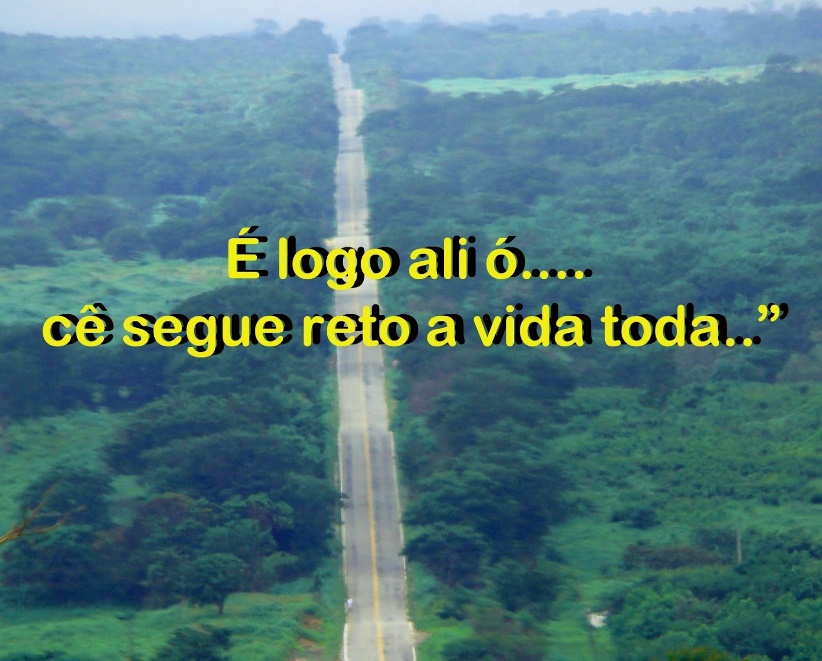 É logo ali ó.....
cê segue reto a vida toda..”